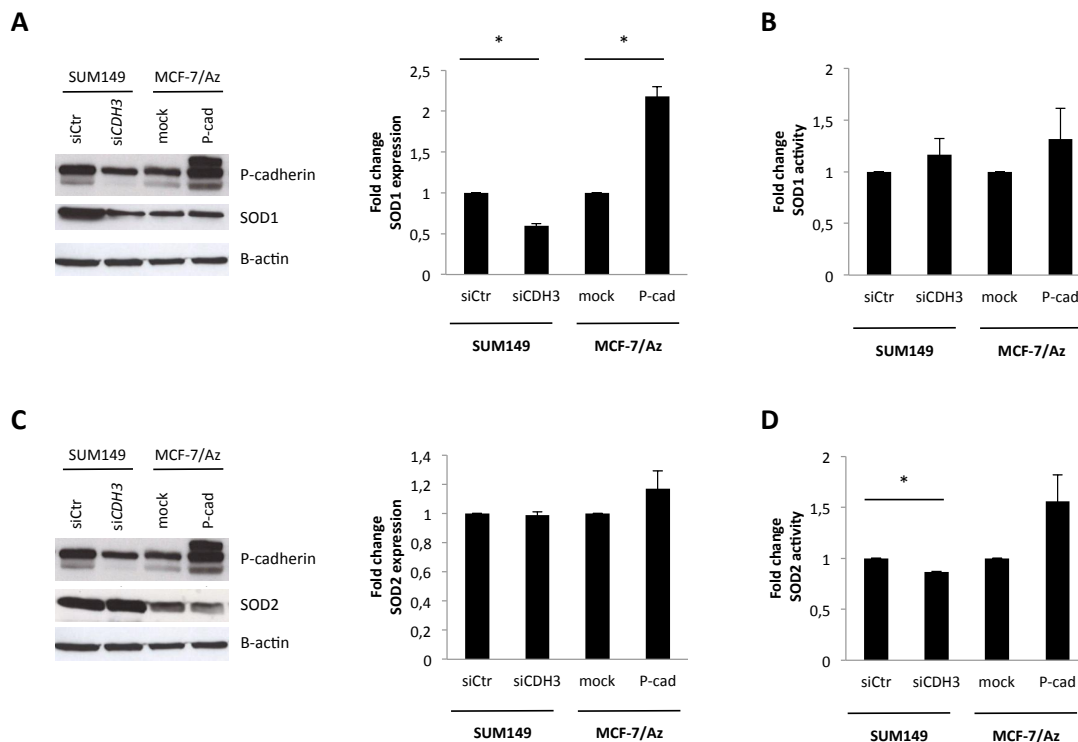 A
SUM149 MCF-7/Az
siCtr siCDH3 mock P-cad
P-cadherin
SOD1
B-actin
Fold change
SOD1 expression
* *
2,5
2
1,5
1
0,5
0
siCtr siCDH3 mock P-cad
SUM149 MCF-7/Az
B
Fold change
SOD1 activity
2
1,5
1
0,5
0
siCtr siCDH3 mock P-cad
SUM149 MCF-7/Az
C
SUM149 MCF-7/Az
siCtr siCDH3 mock P-cad
P-cadherin
SOD2
B-actin
Fold change
SOD2 expression
1,4
1,2
1
0,8
0,6
0,4
0,2
0
siCtr siCDH3 mock P-cad
SUM149 MCF-7/Az
D
Fold change
SOD2 activity
*
2
1,5
1
0,5
0
siCtr siCDH3 mock P-cad
SUM149 MCF-7/Az